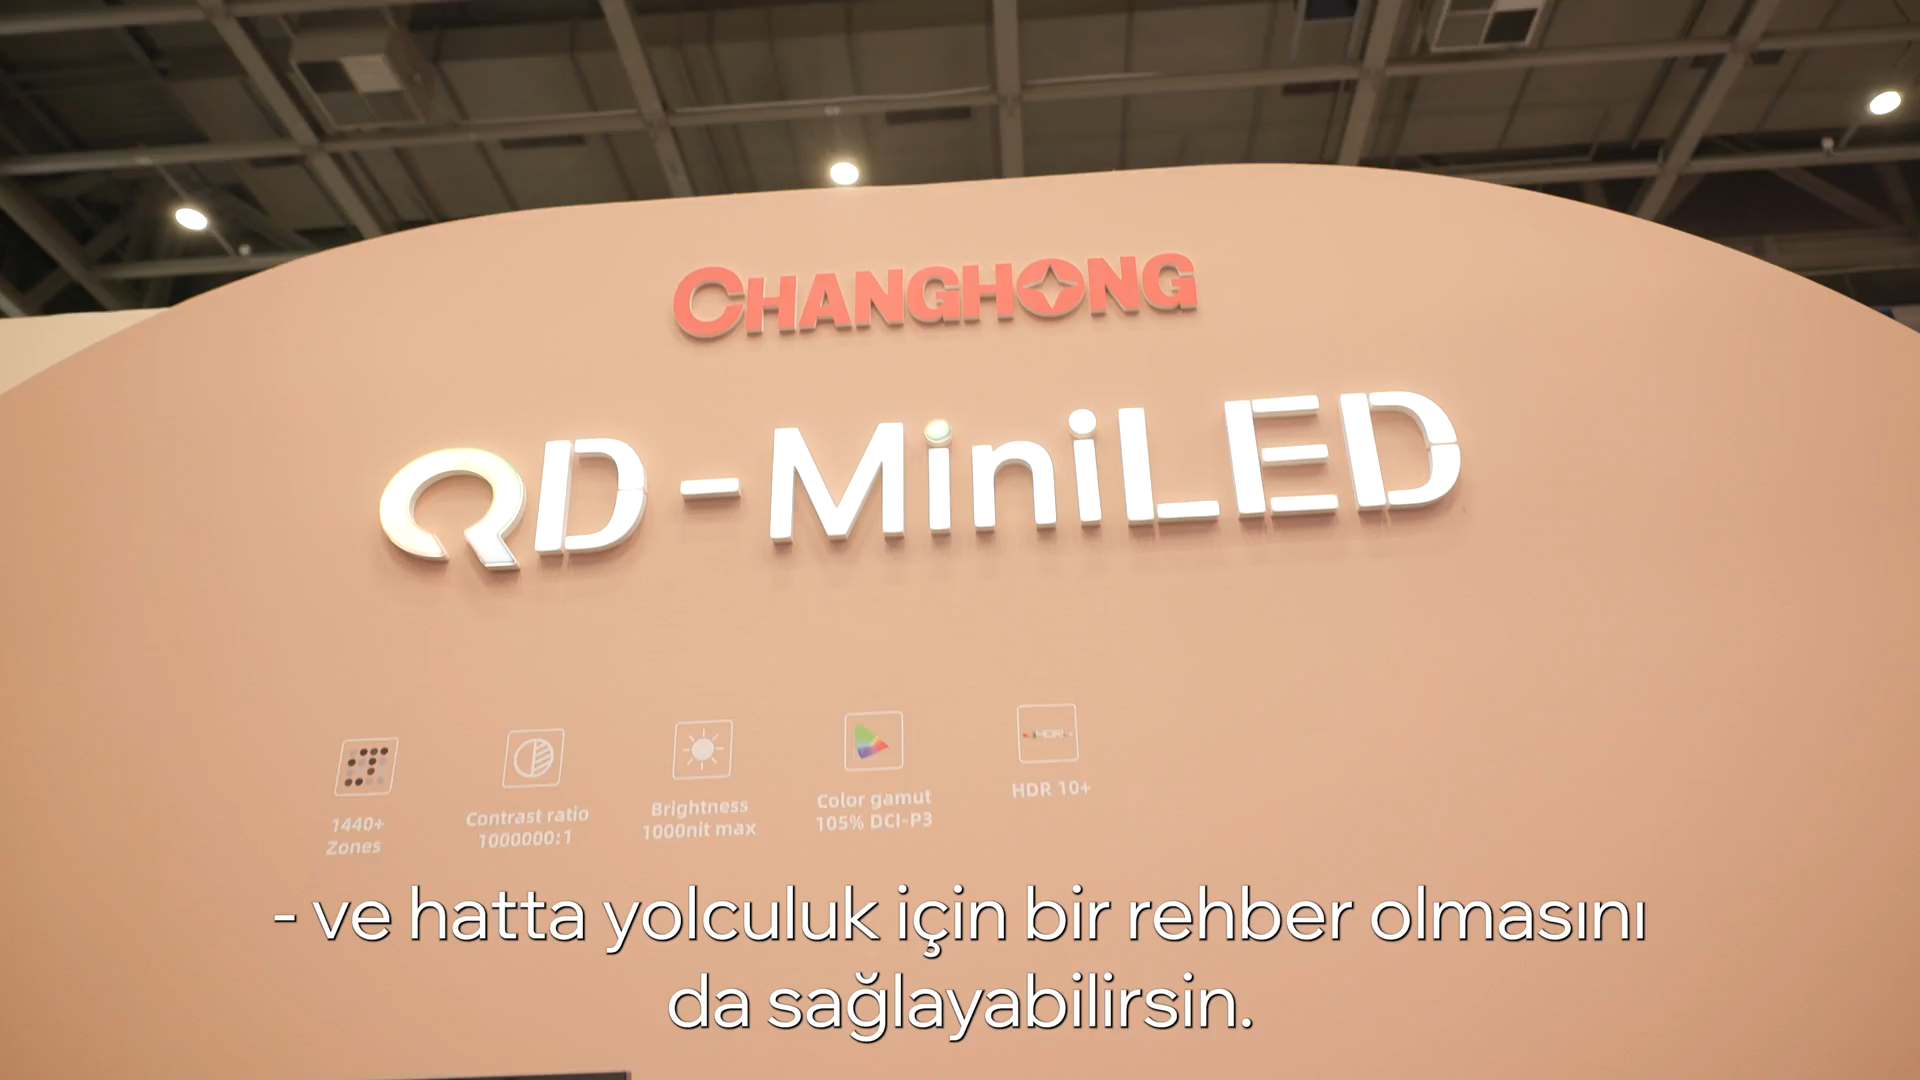 CHANGHONG
QD-MiniLED
1440+
Zones
Contrast ratio
1000000:1
Brightness
1000nit max
Color gamut
105% DCI-P3
HDR
HDR 10+
- ve hatta yolculuk için bir rehber olmasını
da sağlayabilirsin.